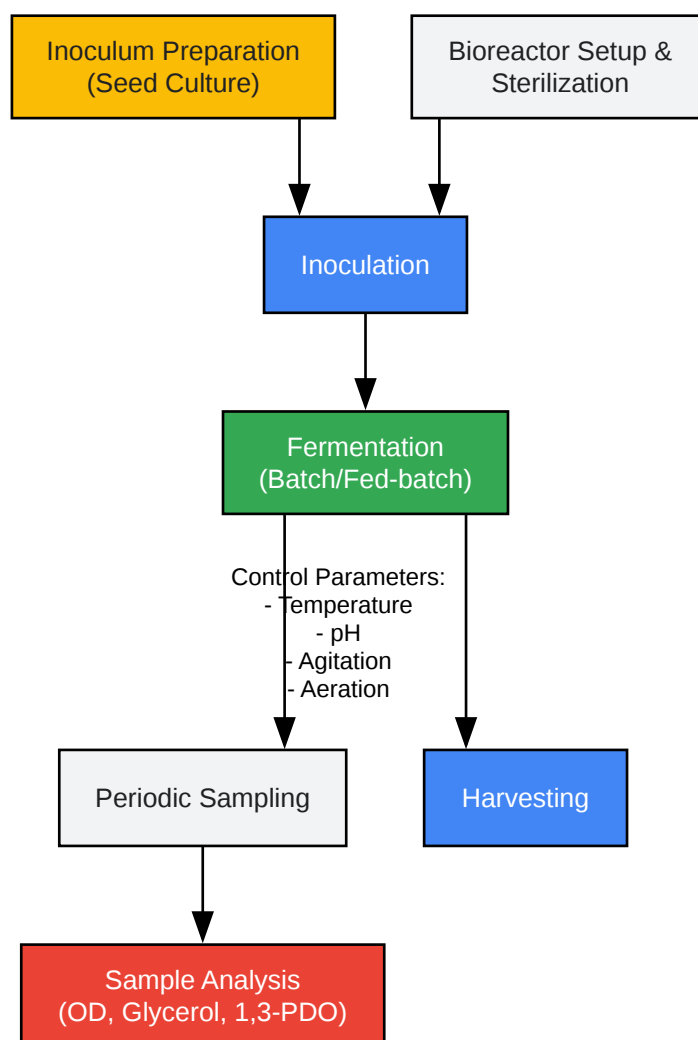 Inoculum Preparation
(Seed Culture)
Bioreactor Setup &
Sterilization
Inoculation
Fermentation
(Batch/Fed-batch)
Control Parameters:
- Temperature
- pH
- Agitation
- Aeration
Periodic Sampling
Harvesting
Sample Analysis
(OD, Glycerol, 1,3-PDO)